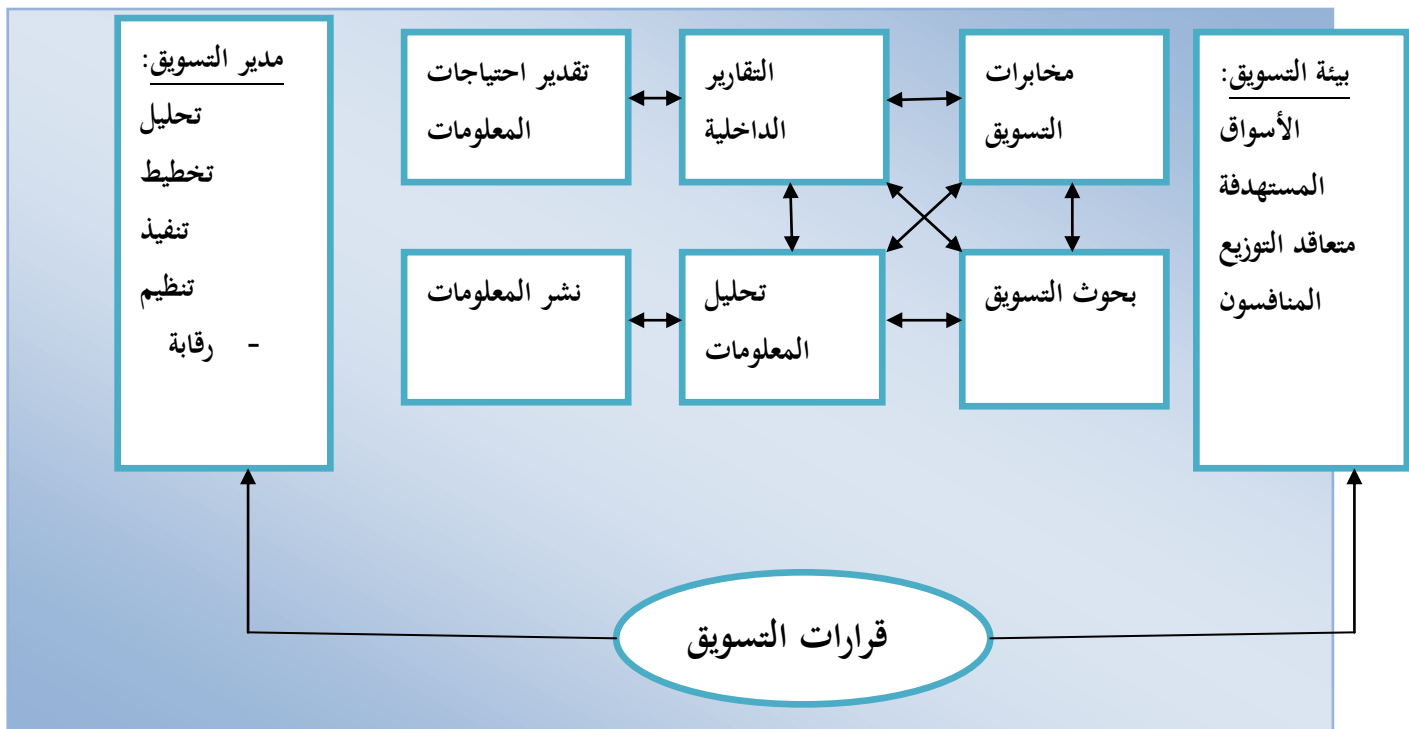 بيئة التسويق:
الأسواق
المستهدفة
متعاقد التوزيع
المنافسون
مخابرات
التسويق
التقارير
الداخلية
تقدير احتياجات
المعلومات
مدير التسويق:
تحليل
تخطيط
تنفيذ
تنظيم
- رقابة
بحوث التسويق
تحليل
المعلومات
نشر المعلومات
قرارات التسويق